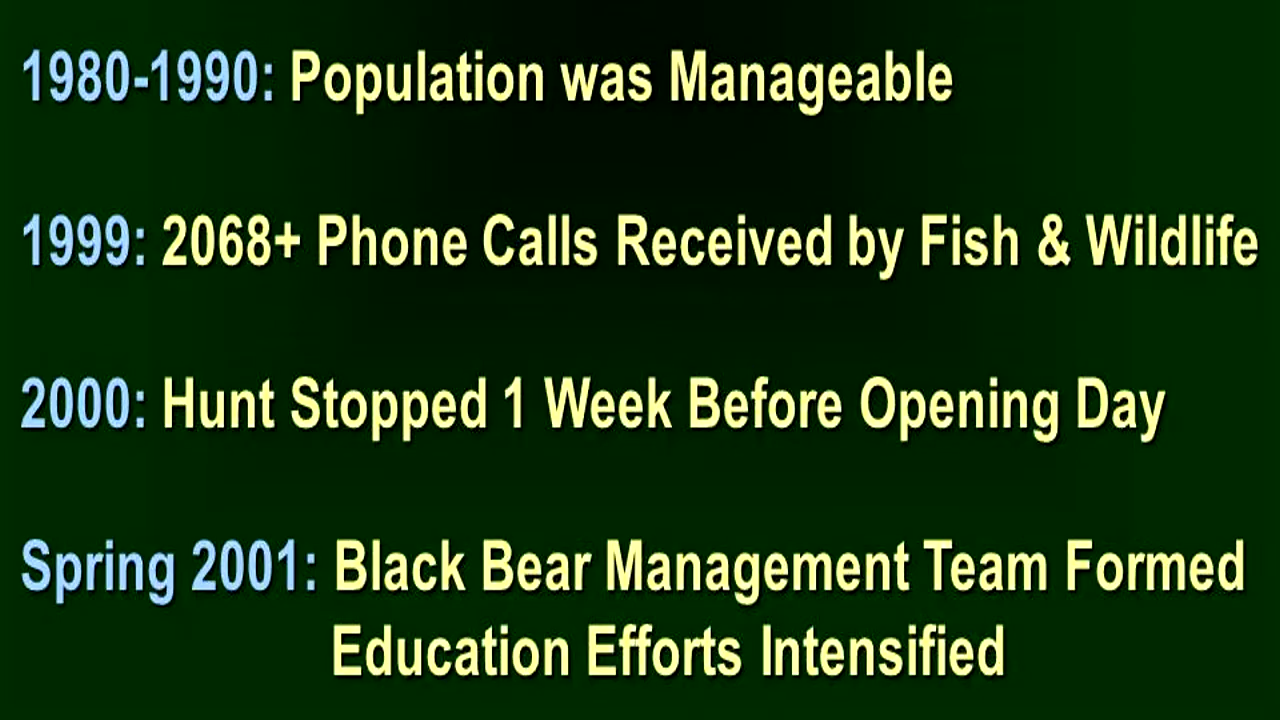 1980-1990: Population was Manageable
1999: 2068+ Phone Calls Received by Fish & Wildlife
2000: Hunt Stopped 1 Week Before Opening Day
Spring 2001: Black Bear Management Team Formed
Education Efforts Intensified